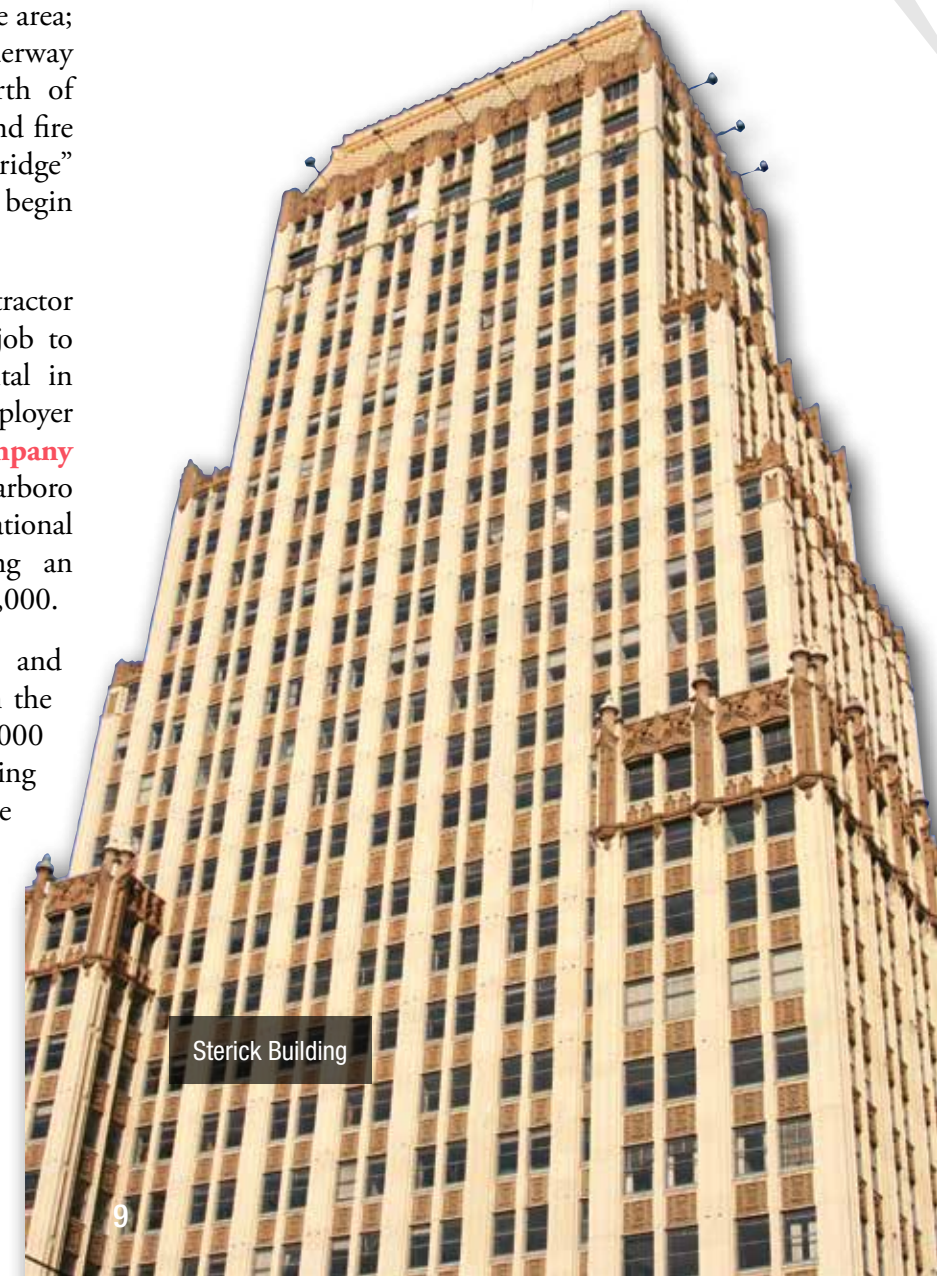 e area;
erway
rth of
nd fire
ridge”
begin
tractor
job to
tal in
ployer
mpany
arboro
ational
ng an
,000.
and
n the
000
ing
e
Sterick Building
9